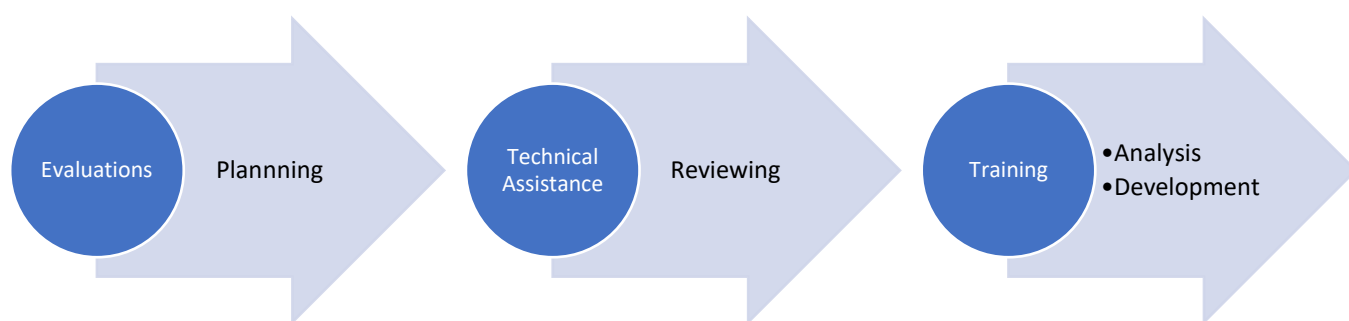 Evaluations
Plannning
Technical
Assistance
Reviewing
Training
•Analysis
•Development